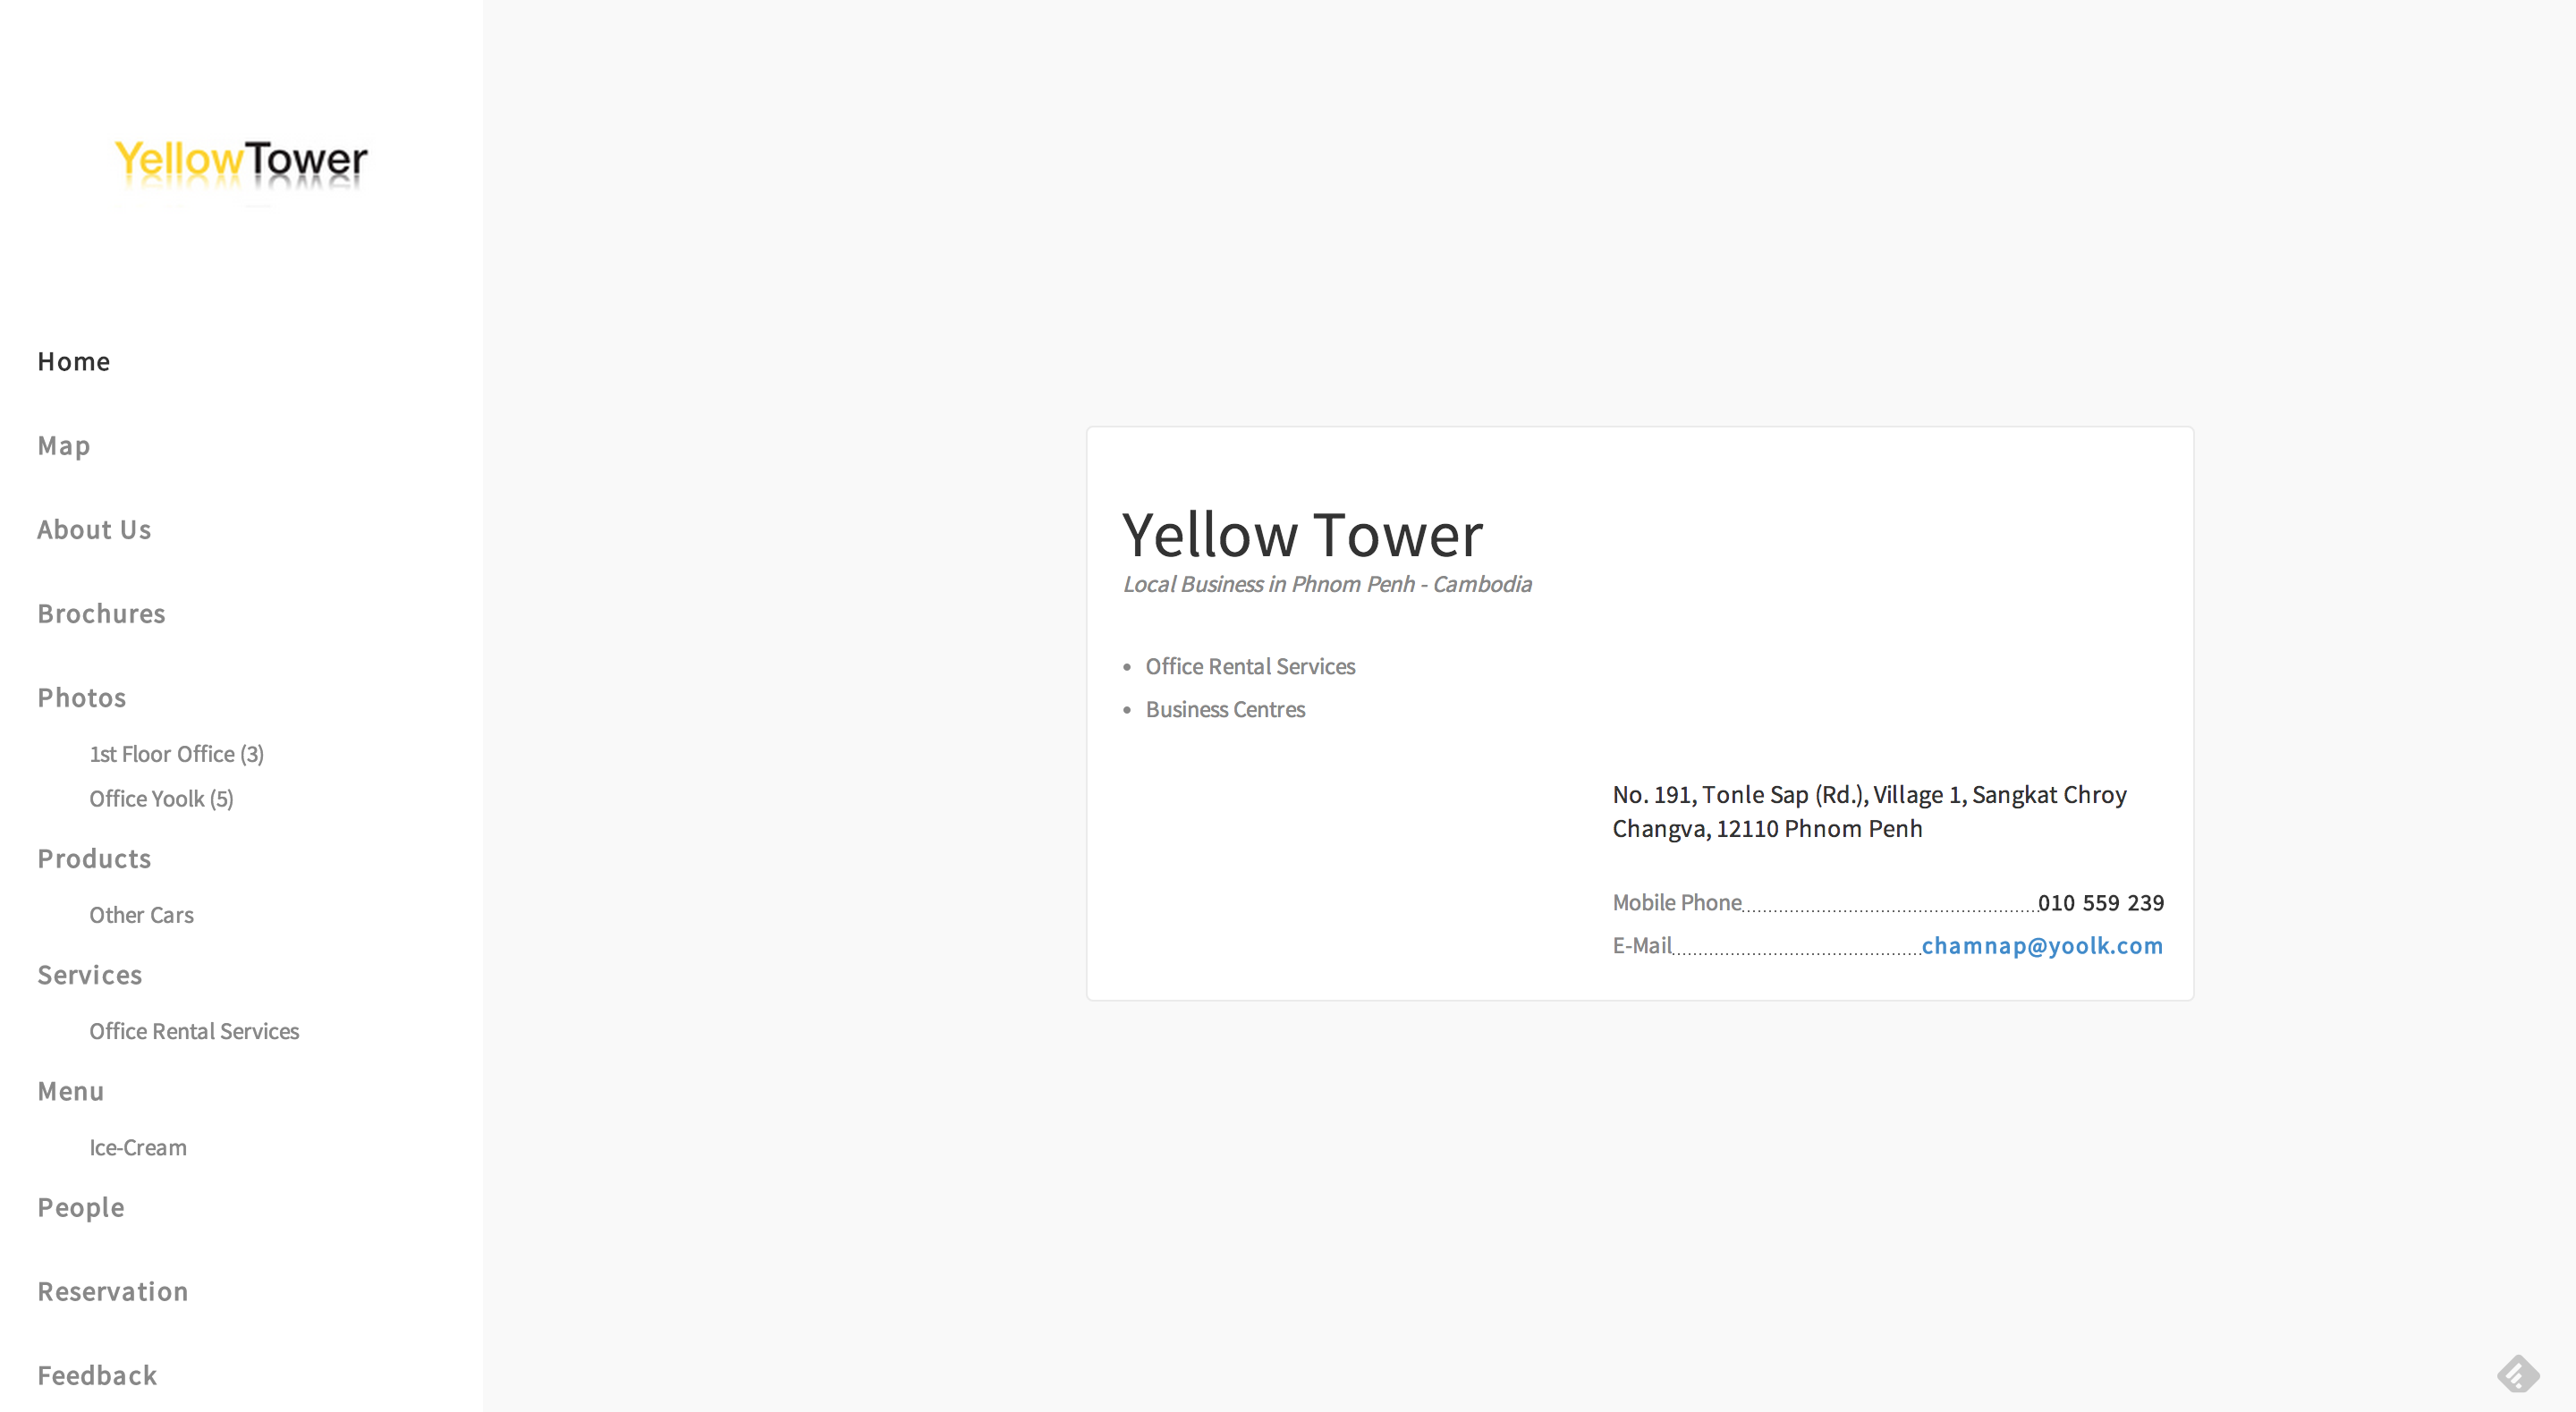 YellowTower
Home
Map
About Us
Brochures
Photos
1st Floor Office (3)
Office Yoolk (5)
Products
Other Cars
Services
Office Rental Services
Menu
Ice-Cream
People
Reservation
Feedback
Yellow Tower
Local Business in Phnom Penh - Cambodia
• Office Rental Services
• Business Centres
No. 191, Tonle Sap (Rd.), Village 1, Sangkat Chroy
Changva, 12110 Phnom Penh
Mobile Phone 010 559 239
E-Mail chamnap@yoolk.com